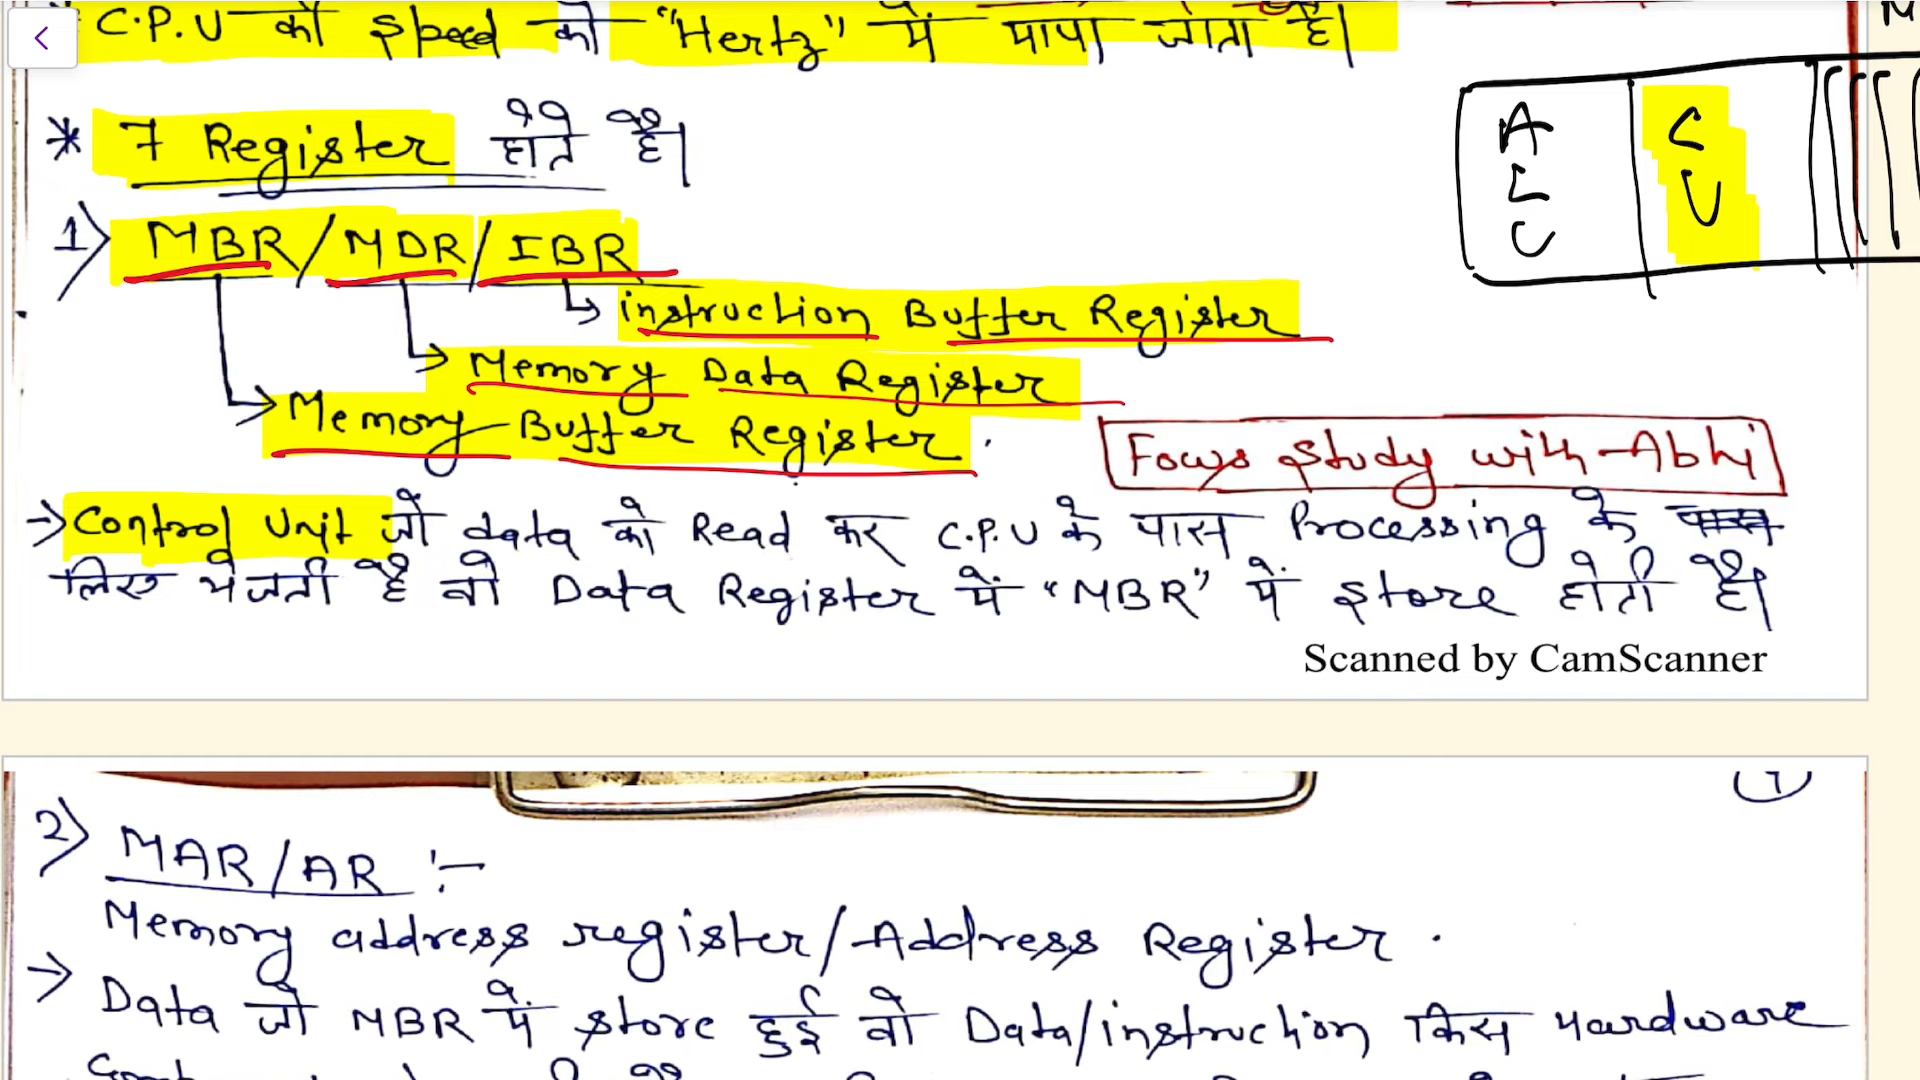 C.P.U की speed को "Hertz" में मापा जाता है।
M
* 7 Register होते है।
A
L
U
C
U
1) MBR/MDR/IBR
instruction Buffer Register
Memory Data Register
Memory Buffer Register.
Focus Study with-Abhi
→ Control Unit जो data को Read कर C.P.U के पास Processing के
लिए भेजती है वो Data Register में "MBR" में store होती है।
Scanned by CamScanner
7
2) MAR/AR :-
Memory address register/Address Register.
→ Data जो MBR में store हुई वो Data/instruction किस Hardware